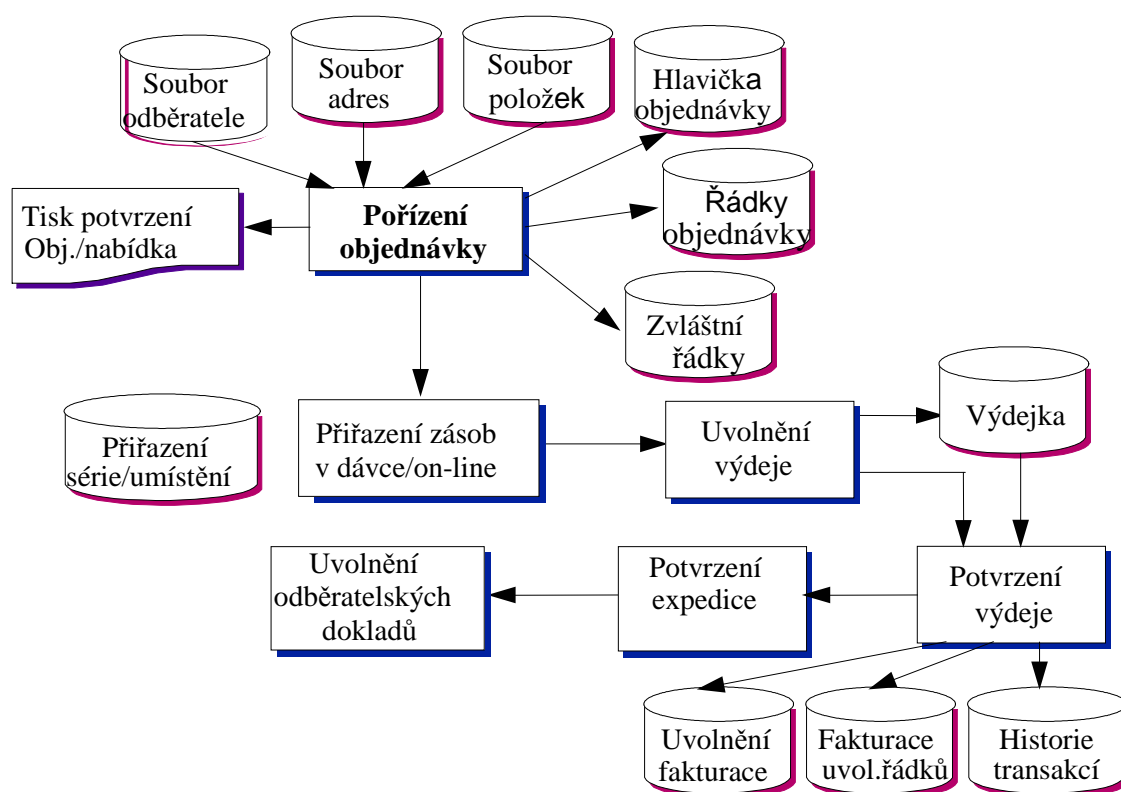 Soubor
odběratele
Soubor
adres
Soubor
položek
Hlavička
objednávky
Tisk potvrzení
Obj./nabídka
Pořízení
objednávky
Řádky
objednávky
Zvláštní
řádky
Přiřazení
série/umístění
Přiřazení zásob
v dávce/on-line
Uvolnění
výdeje
Výdejka
Uvolnění
odběratelských
dokladů
Potvrzení
expedice
Potvrzení
výdeje
Uvolnění
fakturace
Fakturace
uvol.řádků
Historie
transakcí